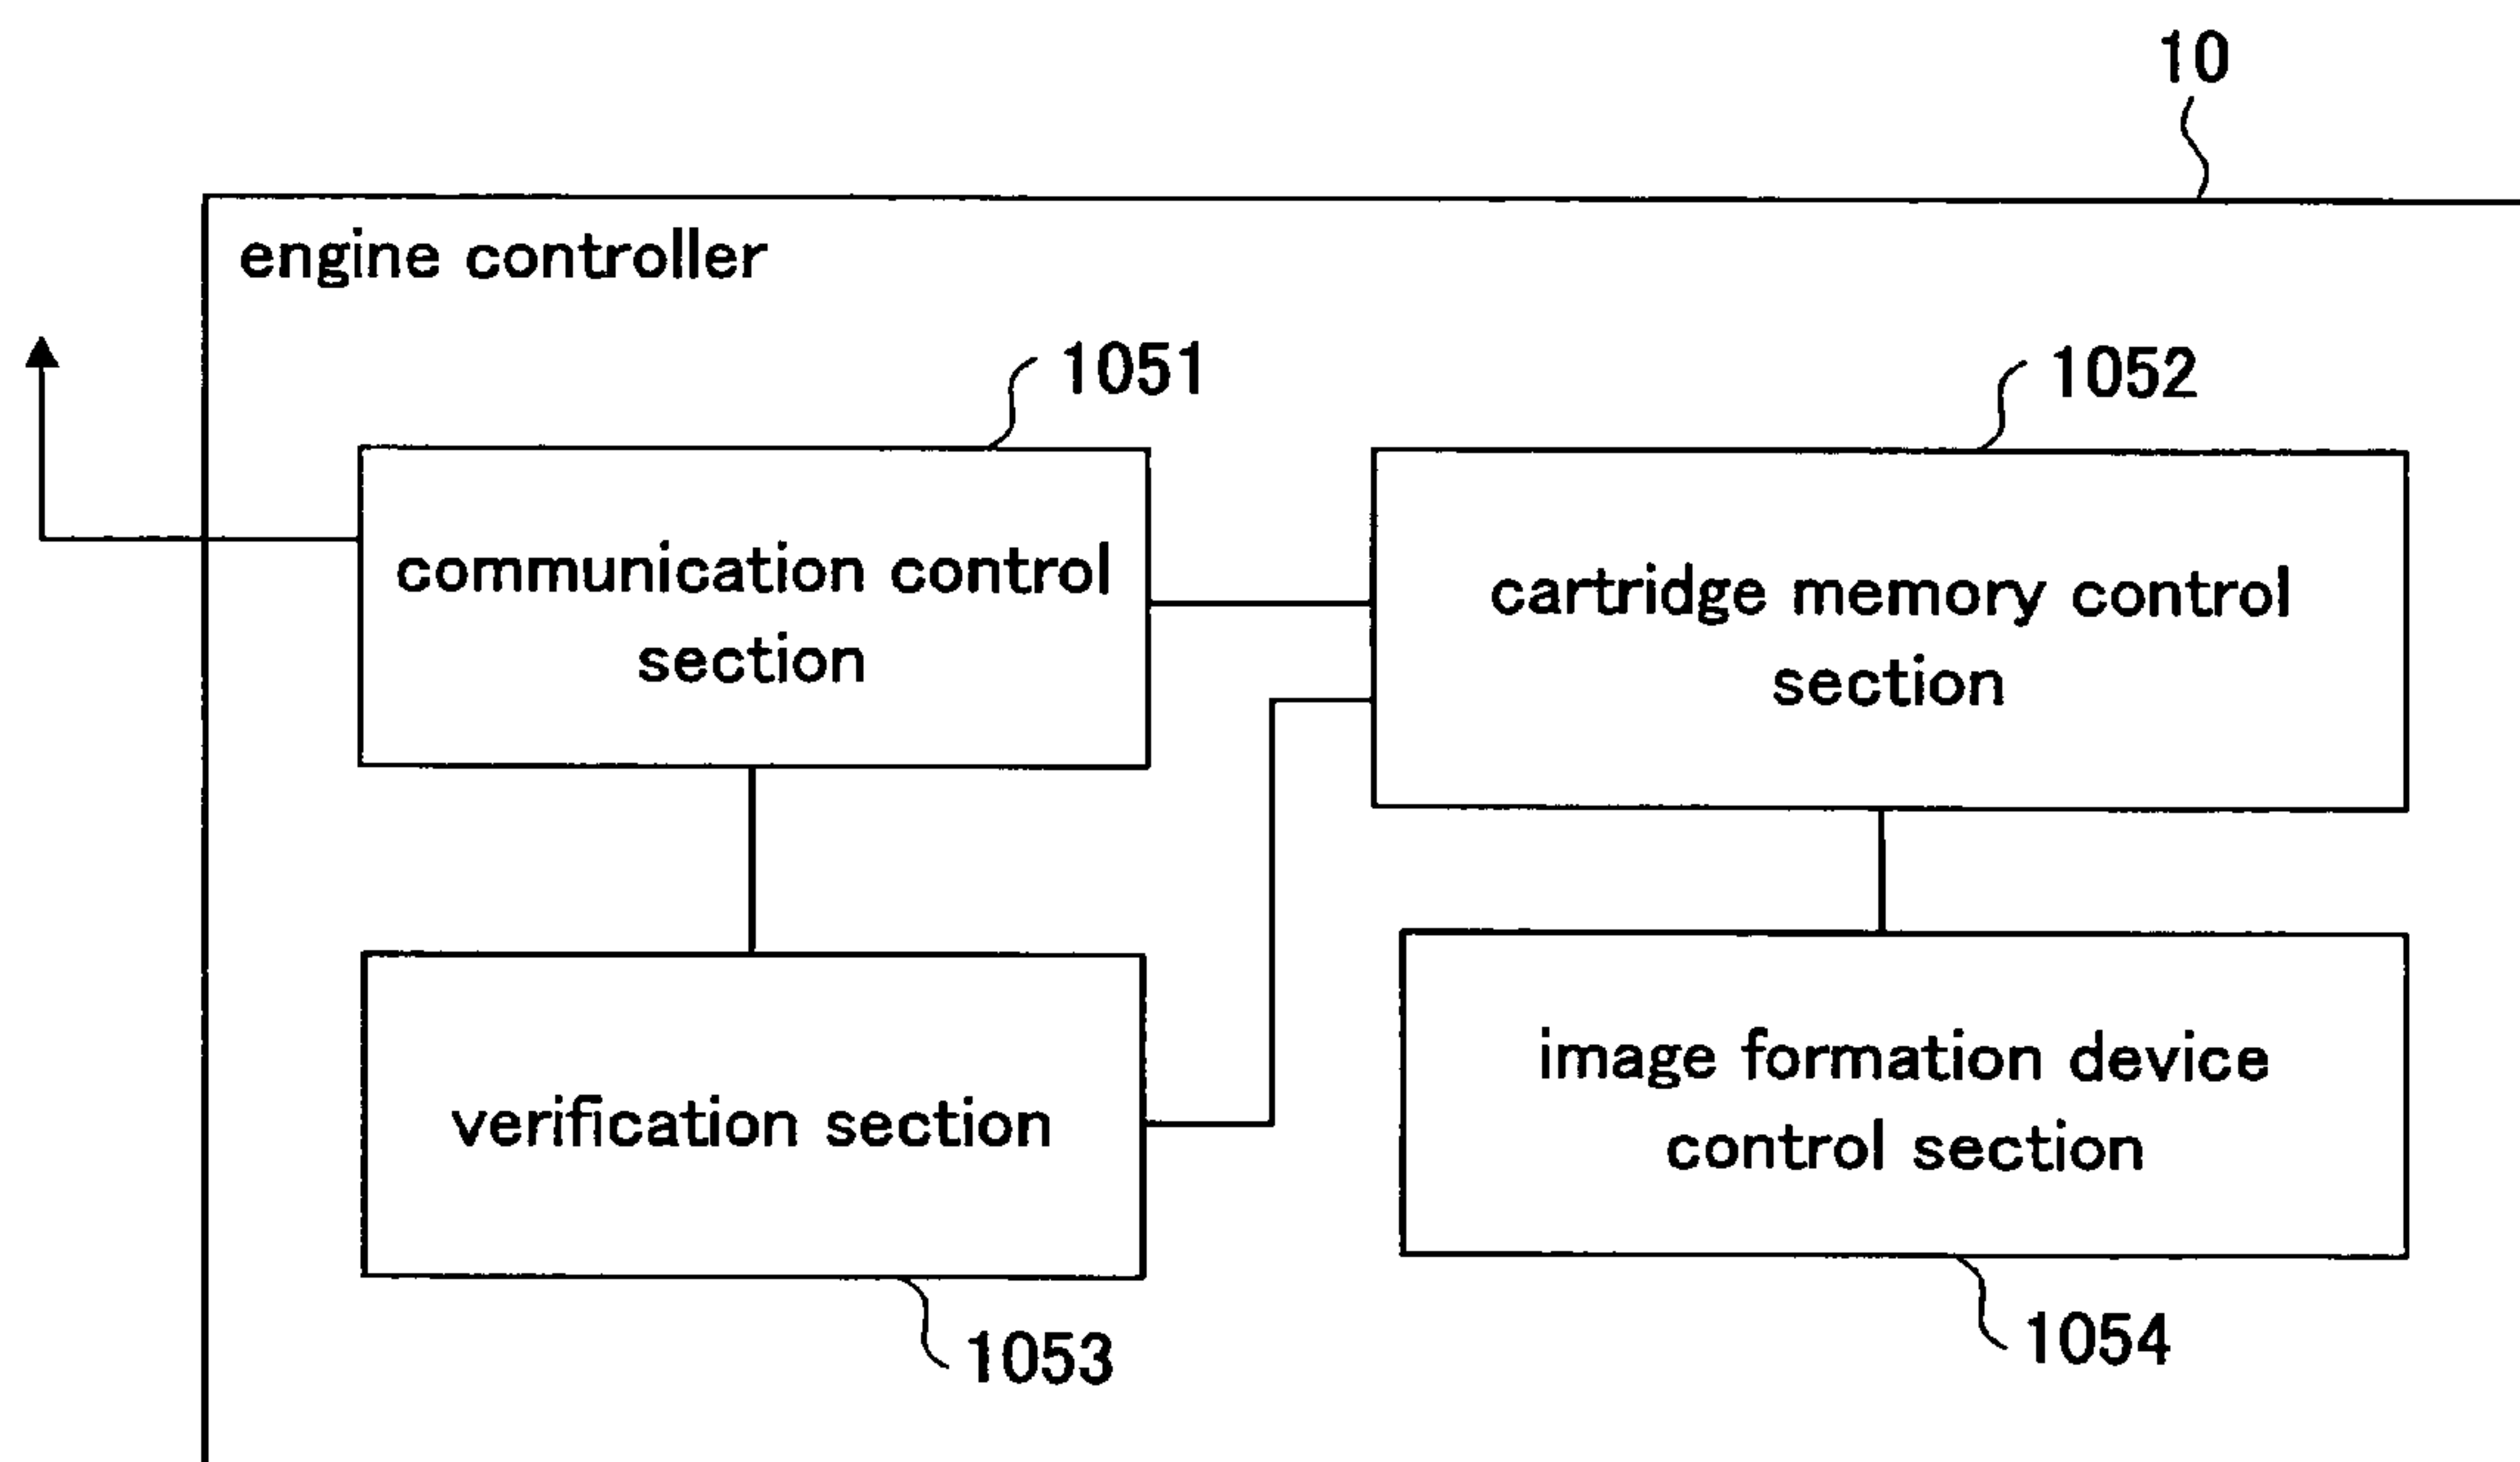 10
engine controller
1051
1052
communication control
section
cartridge memory control
section
verification section
image formation device
control section
1053
1054